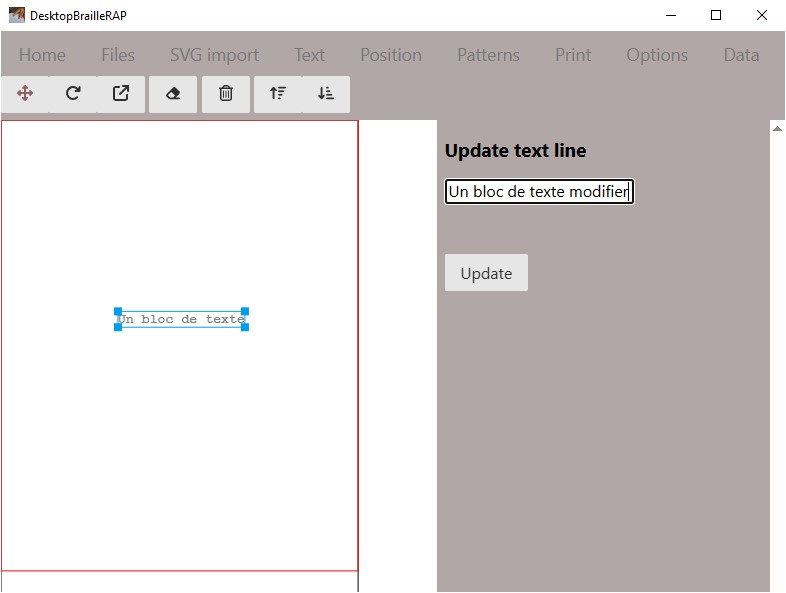 DesktopBrailleRAP
Home Files SVG import Text Position Patterns Print Options Data
Update text line
Un bloc de texte modifier
Un bloc de texte
Update